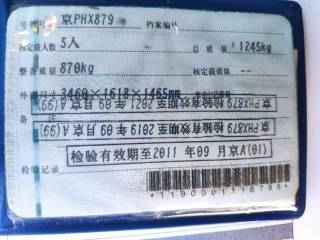 号牌号码 京PHX879 档案编号
核定载人数 5人 总质量 1245kg
整备质量 870kg 核定载质量 --
外廓尺寸 3460×1618×1465mm
检验有效期至2021年09月京A(99)
京PHX879
备注
检验有效期至2019年09月京A(99)
京PHX879
检验有效期至2011年09月京A(01)
检验记录
*1190001318795*